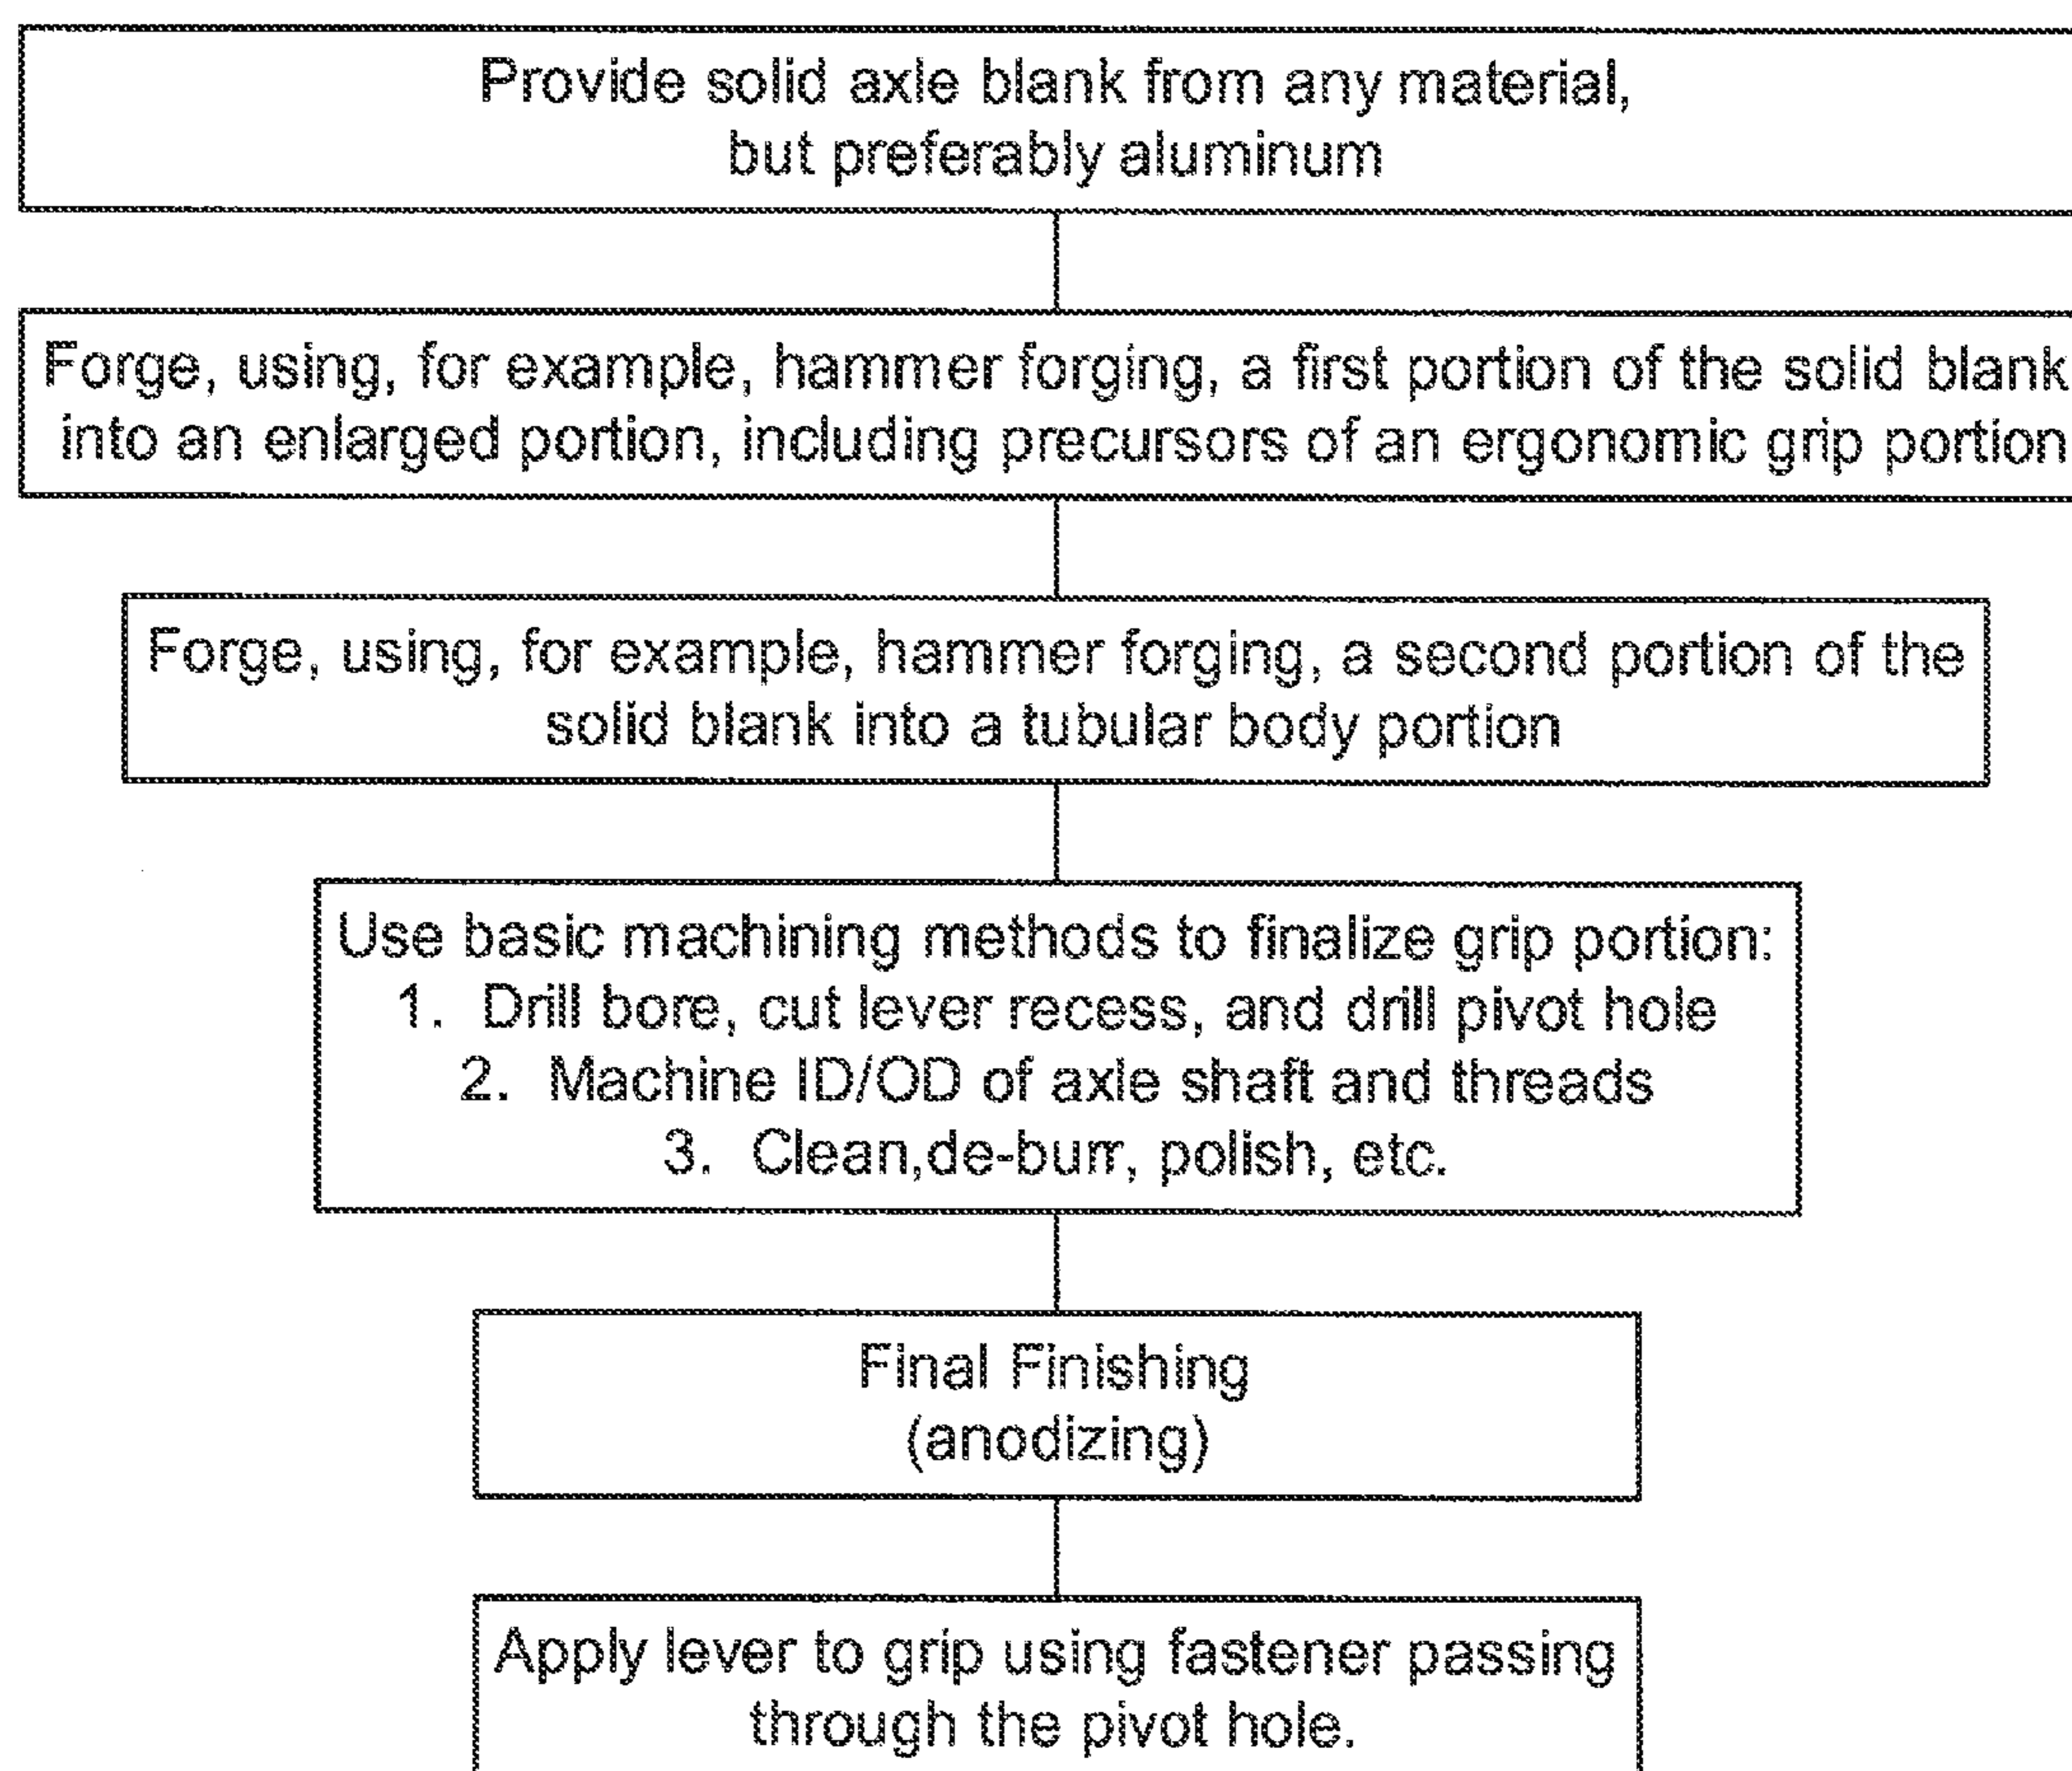 Provide solid axle blank from any material,
but preferably aluminum
Forge, using, for example, hammer forging, a first portion of the solid blank
into an enlarged portion, including precursors of an ergonomic grip portion
Forge, using, for example, hammer forging, a second portion of the
solid blank into a tubular body portion
Use basic machining methods to finalize grip portion:
1. Drill bore, cut lever recess, and drill pivot hole
2. Machine ID/OD of axle shaft and threads
3. Clean,de-burr, polish, etc.
Final Finishing
(anodizing)
Apply lever to grip using fastener passing
through the pivot hole.